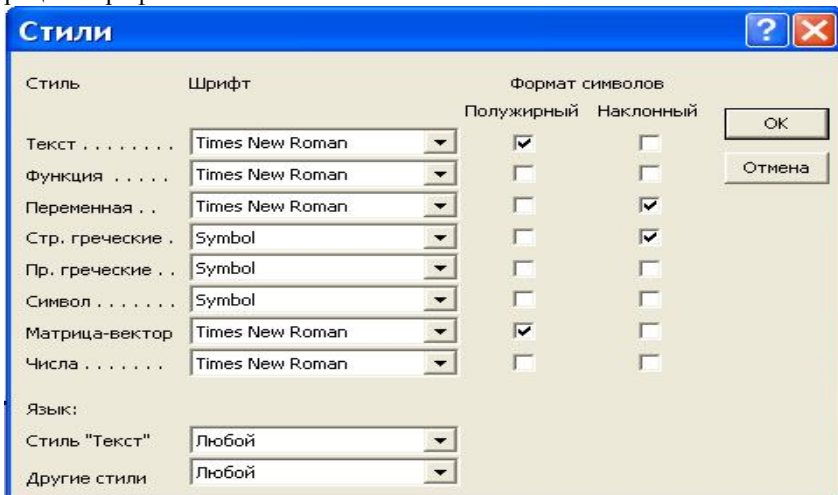 Стили
Стиль Шрифт Формат символов
Полужирный Наклонный
OK
Текст . . . . . . . . Times New Roman
Отмена
Функция . . . . . Times New Roman
Переменная . . Times New Roman
Стр. греческие . Symbol
Пр. греческие . . Symbol
Символ . . . . . . . Symbol
Матрица-вектор Times New Roman
Числа . . . . . . . Times New Roman
Язык:
Стиль "Текст" Любой
Другие стили Любой